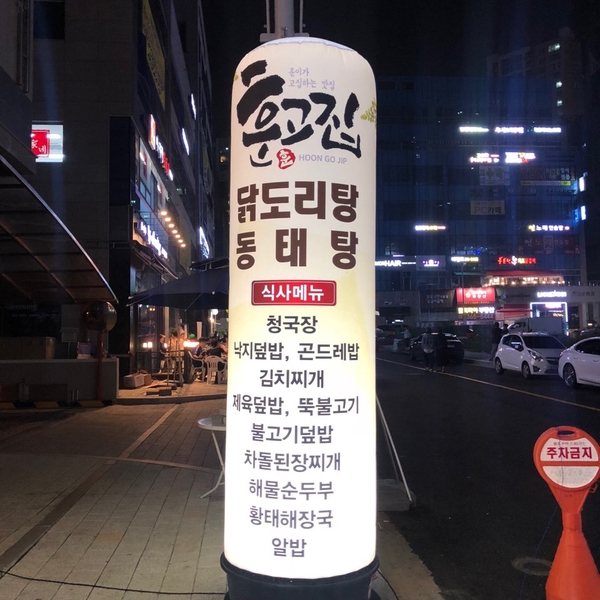 훈이가
고집하는 맛집
훈고집
훈
HOON GO JIP
닭도리탕
동태탕
식사메뉴
청국장
낙지덮밥, 곤드레밥
김치찌개
제육덮밥, 뚝불고기
불고기덮밥
차돌된장찌개
해물순두부
황태해장국
알밥
주차금지